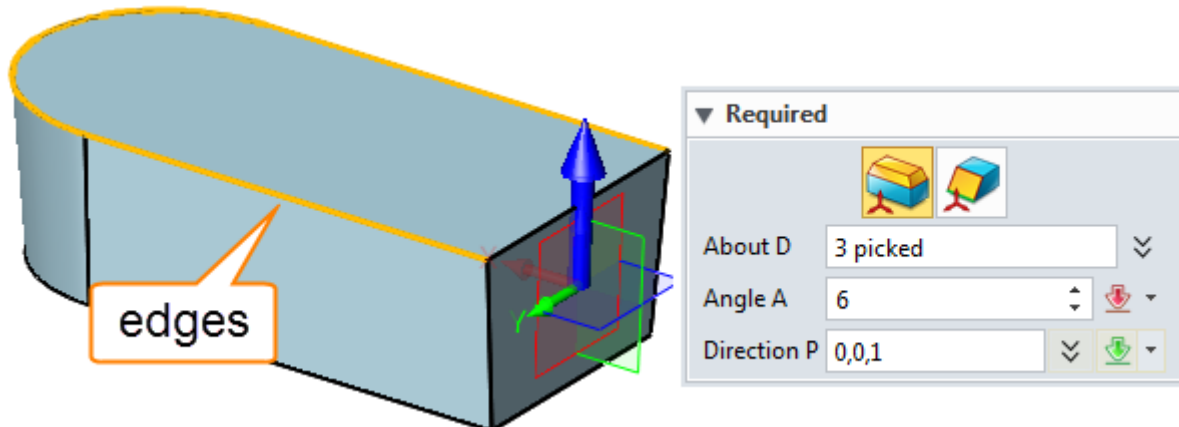 edges
Y
Required
About D 3 picked
Angle A 6
Direction P 0,0,1